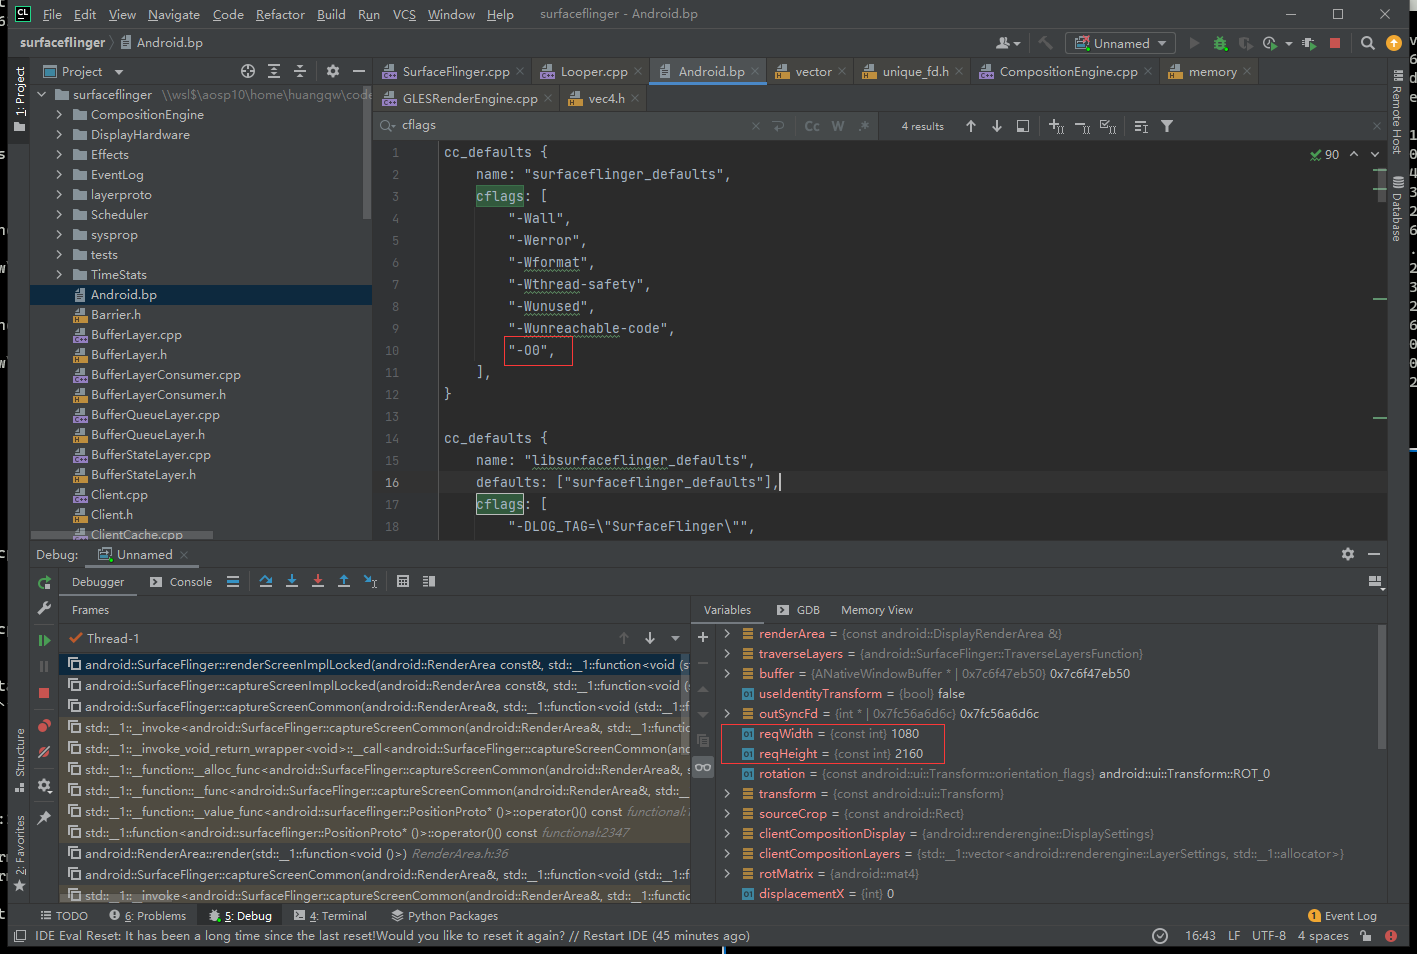 File Edit View Navigate Code Refactor Build Run VCS Window Help surfaceflinger - Android.bp
surfaceflinger Android.bp Unnamed
Project SurfaceFlinger.cpp Looper.cpp Android.bp vector unique_fd.h CompositionEngine.cpp memory
GLESRenderEngine.cpp vec4.h
cflags Cc W .* 4 results
1: Project
surfaceflinger \\wsl$\aosp10\home\huangqw\code
CompositionEngine
DisplayHardware
Effects
EventLog
layerproto
Scheduler
sysprop
tests
TimeStats
Android.bp
Barrier.h
BufferLayer.cpp
BufferLayer.h
BufferLayerConsumer.cpp
BufferLayerConsumer.h
BufferQueueLayer.cpp
BufferQueueLayer.h
BufferStateLayer.cpp
BufferStateLayer.h
Client.cpp
Client.h
ClientCache.cpp
1 cc_defaults {
2 name: "surfaceflinger_defaults",
3 cflags: [
4 "-Wall",
5 "-Werror",
6 "-Wformat",
7 "-Wthread-safety",
8 "-Wunused",
9 "-Wunreachable-code",
10 "-O0",
11 ],
12 }
13
14 cc_defaults {
15 name: "libsurfaceflinger_defaults",
16 defaults: ["surfaceflinger_defaults"],
17 cflags: [
18 "-DLOG_TAG=\"SurfaceFlinger\"",
90
Remote Host
Database
Debug: Unnamed
Debugger Console
Frames
Thread-1
android::SurfaceFlinger::renderScreenImplLocked(android::RenderArea const&, std::__1::function<void (s
android::SurfaceFlinger::captureScreenImplLocked(android::RenderArea const&, std::__1::function<void (
android::SurfaceFlinger::captureScreenCommon(android::RenderArea&, std::__1::function<void (std::__1::f
std::__1::__invoke<android::SurfaceFlinger::captureScreenCommon(android::RenderArea&, std::__1::functi
std::__1::__invoke_void_return_wrapper<void>::__call<android::SurfaceFlinger::captureScreenCommon(an
std::__1::__function::__alloc_func<android::SurfaceFlinger::captureScreenCommon(android::RenderArea&, s
std::__1::__function::__func<android::SurfaceFlinger::captureScreenCommon(android::RenderArea&, std::__
std::__1::__function::__value_func<android::surfaceflinger::PositionProto* ()>::operator()() const functional:1
std::__1::function<android::surfaceflinger::PositionProto* ()>::operator()() const functional:2347
android::RenderArea::render(std::__1::function<void ()>) RenderArea.h:36
android::SurfaceFlinger::captureScreenCommon(android::RenderArea&, std::__1::function<void (std::__1::f
std::__1::__invoke<android::SurfaceFlinger::captureScreenCommon(android::RenderArea&, std::__1::functi
Variables GDB Memory View
renderArea = {const android::DisplayRenderArea &}
traverseLayers = {android::SurfaceFlinger::TraverseLayersFunction}
buffer = {ANativeWindowBuffer * | 0x7c6f47eb50} 0x7c6f47eb50
useIdentityTransform = {bool} false
outSyncFd = {int * | 0x7fc56a6d6c} 0x7fc56a6d6c
reqWidth = {const int} 1080
reqHeight = {const int} 2160
rotation = {const android::ui::Transform::orientation_flags} android::ui::Transform::ROT_0
transform = {const android::ui::Transform}
sourceCrop = {const android::Rect}
clientCompositionDisplay = {android::renderengine::DisplaySettings}
clientCompositionLayers = {std::__1::vector<android::renderengine::LayerSettings, std::__1::allocator>}
rotMatrix = {android::mat4}
displacementX = {int} 0
Structure
2: Favorites
TODO 6: Problems 5: Debug 4: Terminal Python Packages 1 Event Log
IDE Eval Reset: It has been a long time since the last reset!Would you like to reset it again? // Restart IDE (45 minutes ago) 16:43 LF UTF-8 4 spaces